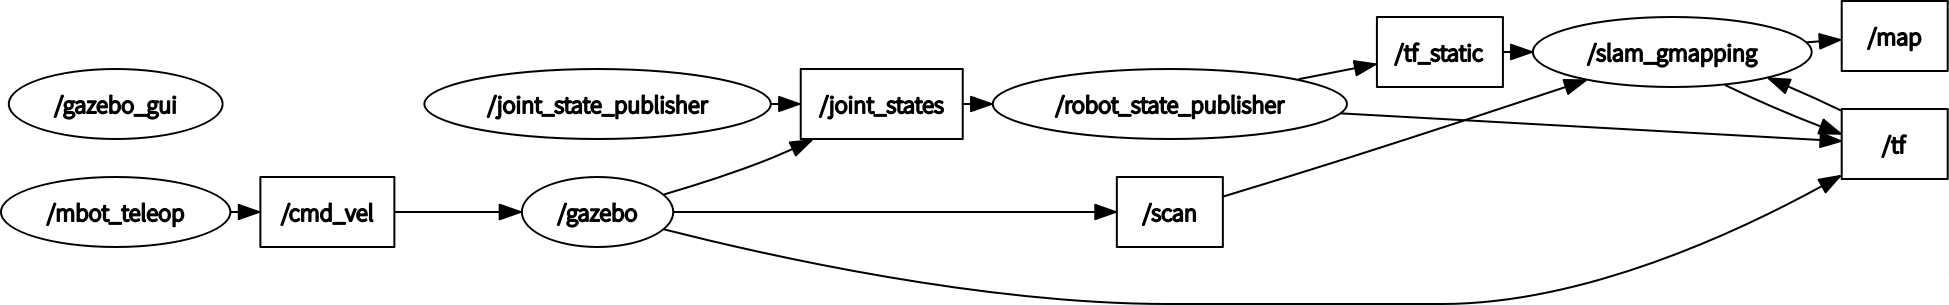 /gazebo_gui
/mbot_teleop
/cmd_vel
/joint_state_publisher
/gazebo
/joint_states
/robot_state_publisher
/scan
/tf_static
/slam_gmapping
/map
/tf